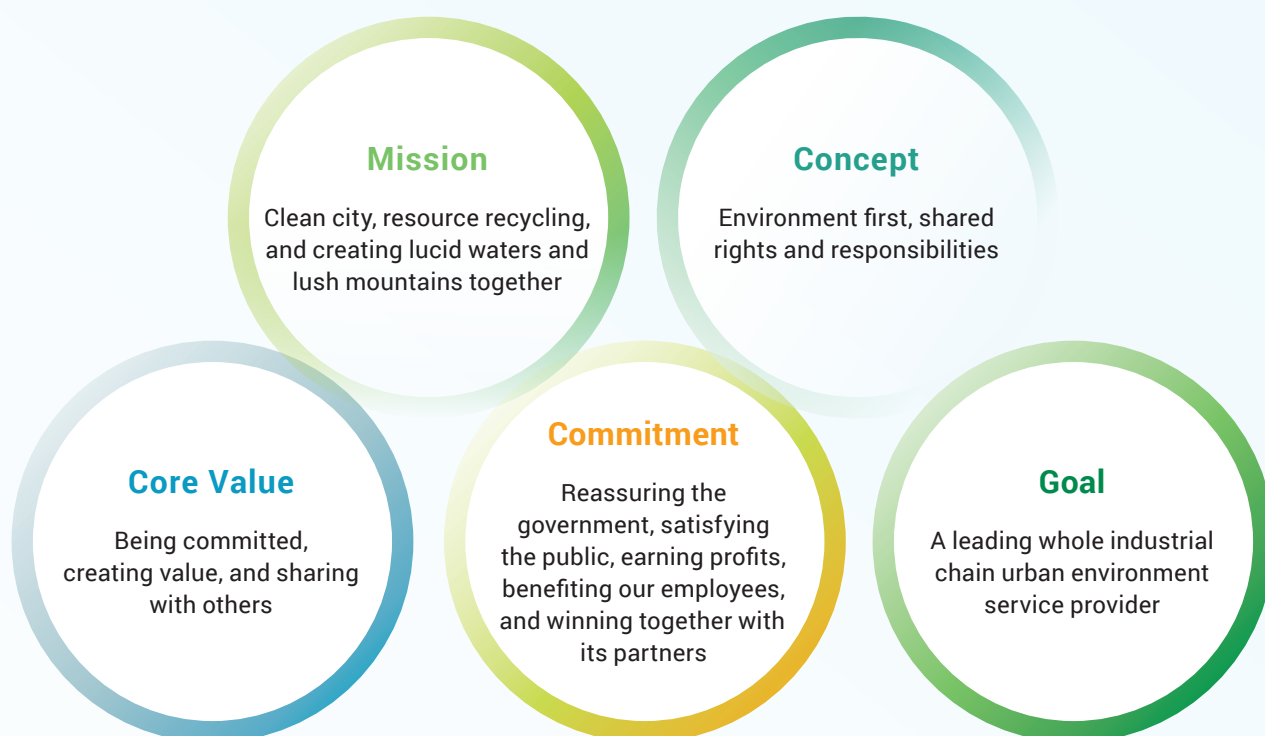 Mission
Clean city, resource recycling,
and creating lucid waters and
lush mountains together
Concept
Environment first, shared
rights and responsibilities
Core Value
Being committed,
creating value, and sharing
with others
Commitment
Reassuring the
government, satisfying
the public, earning profits,
benefiting our employees,
and winning together with
its partners
Goal
A leading whole industrial
chain urban environment
service provider